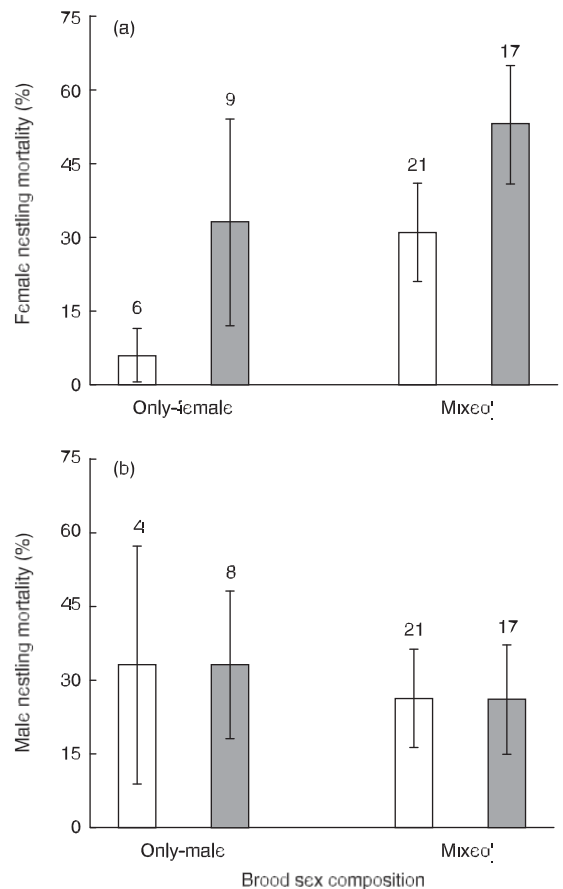 (a)
Female nestling mortality (%)
75
60
45
30
15
0
6
9
21
17
Only-female
Mixed
(b)
Male nestling mortality (%)
75
60
45
30
15
0
4
8
21
17
Only-male
Mixed
Brood sex composition